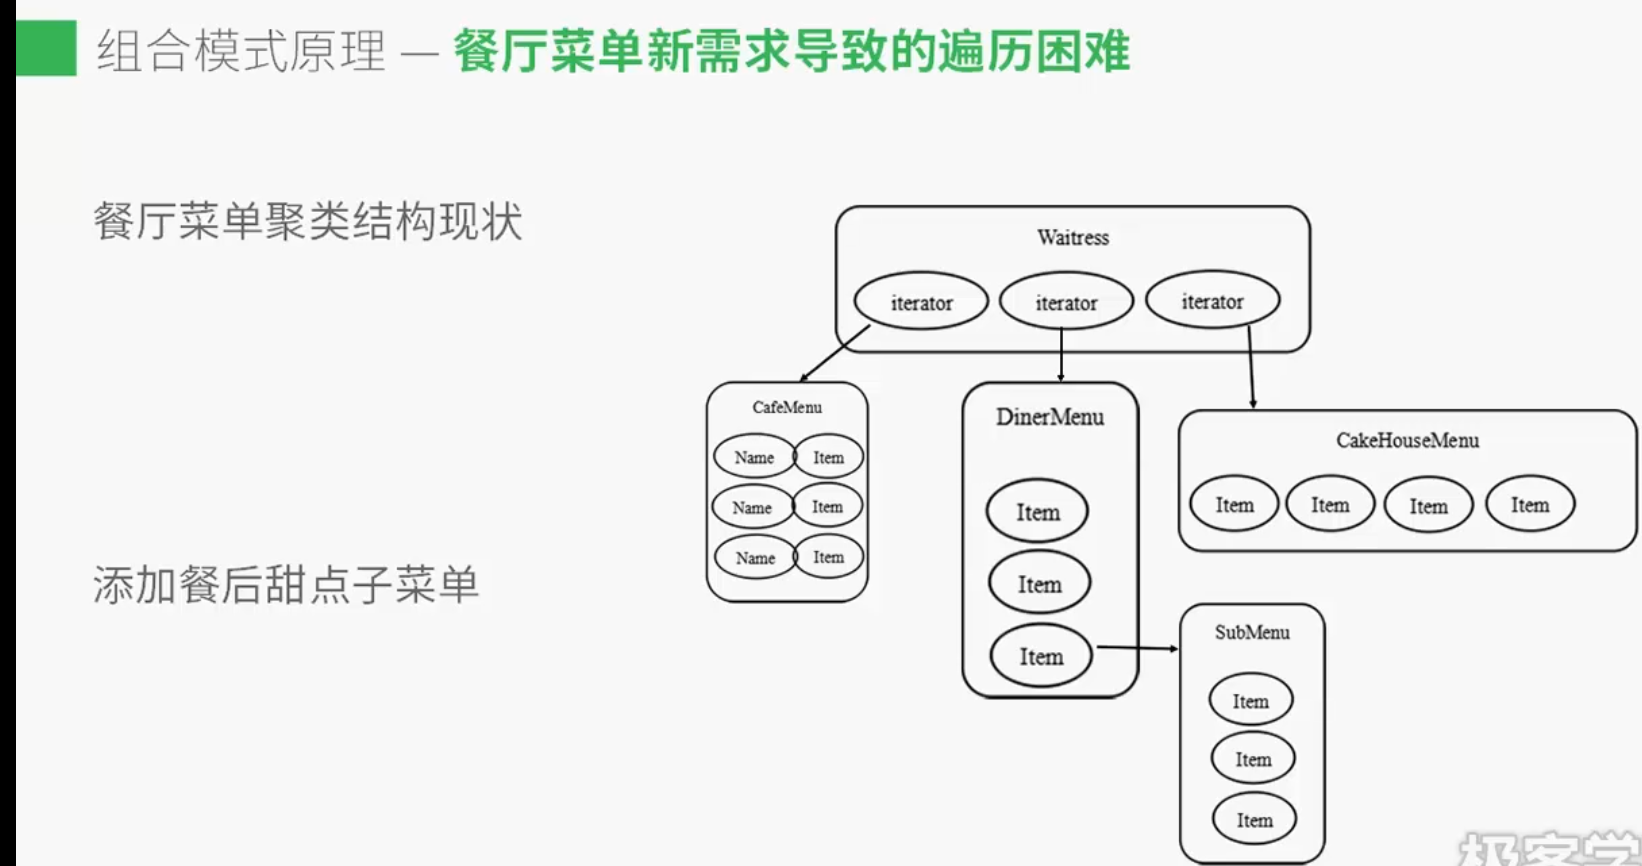 组合模式原理 — 餐厅菜单新需求导致的遍历困难
餐厅菜单聚类结构现状
添加餐后甜点子菜单
Waitress
iterator iterator iterator
CafeMenu
Name Item
Name Item
Name Item
DinerMenu
Item
Item
Item
CakeHouseMenu
Item Item Item Item
SubMenu
Item
Item
Item
极客学